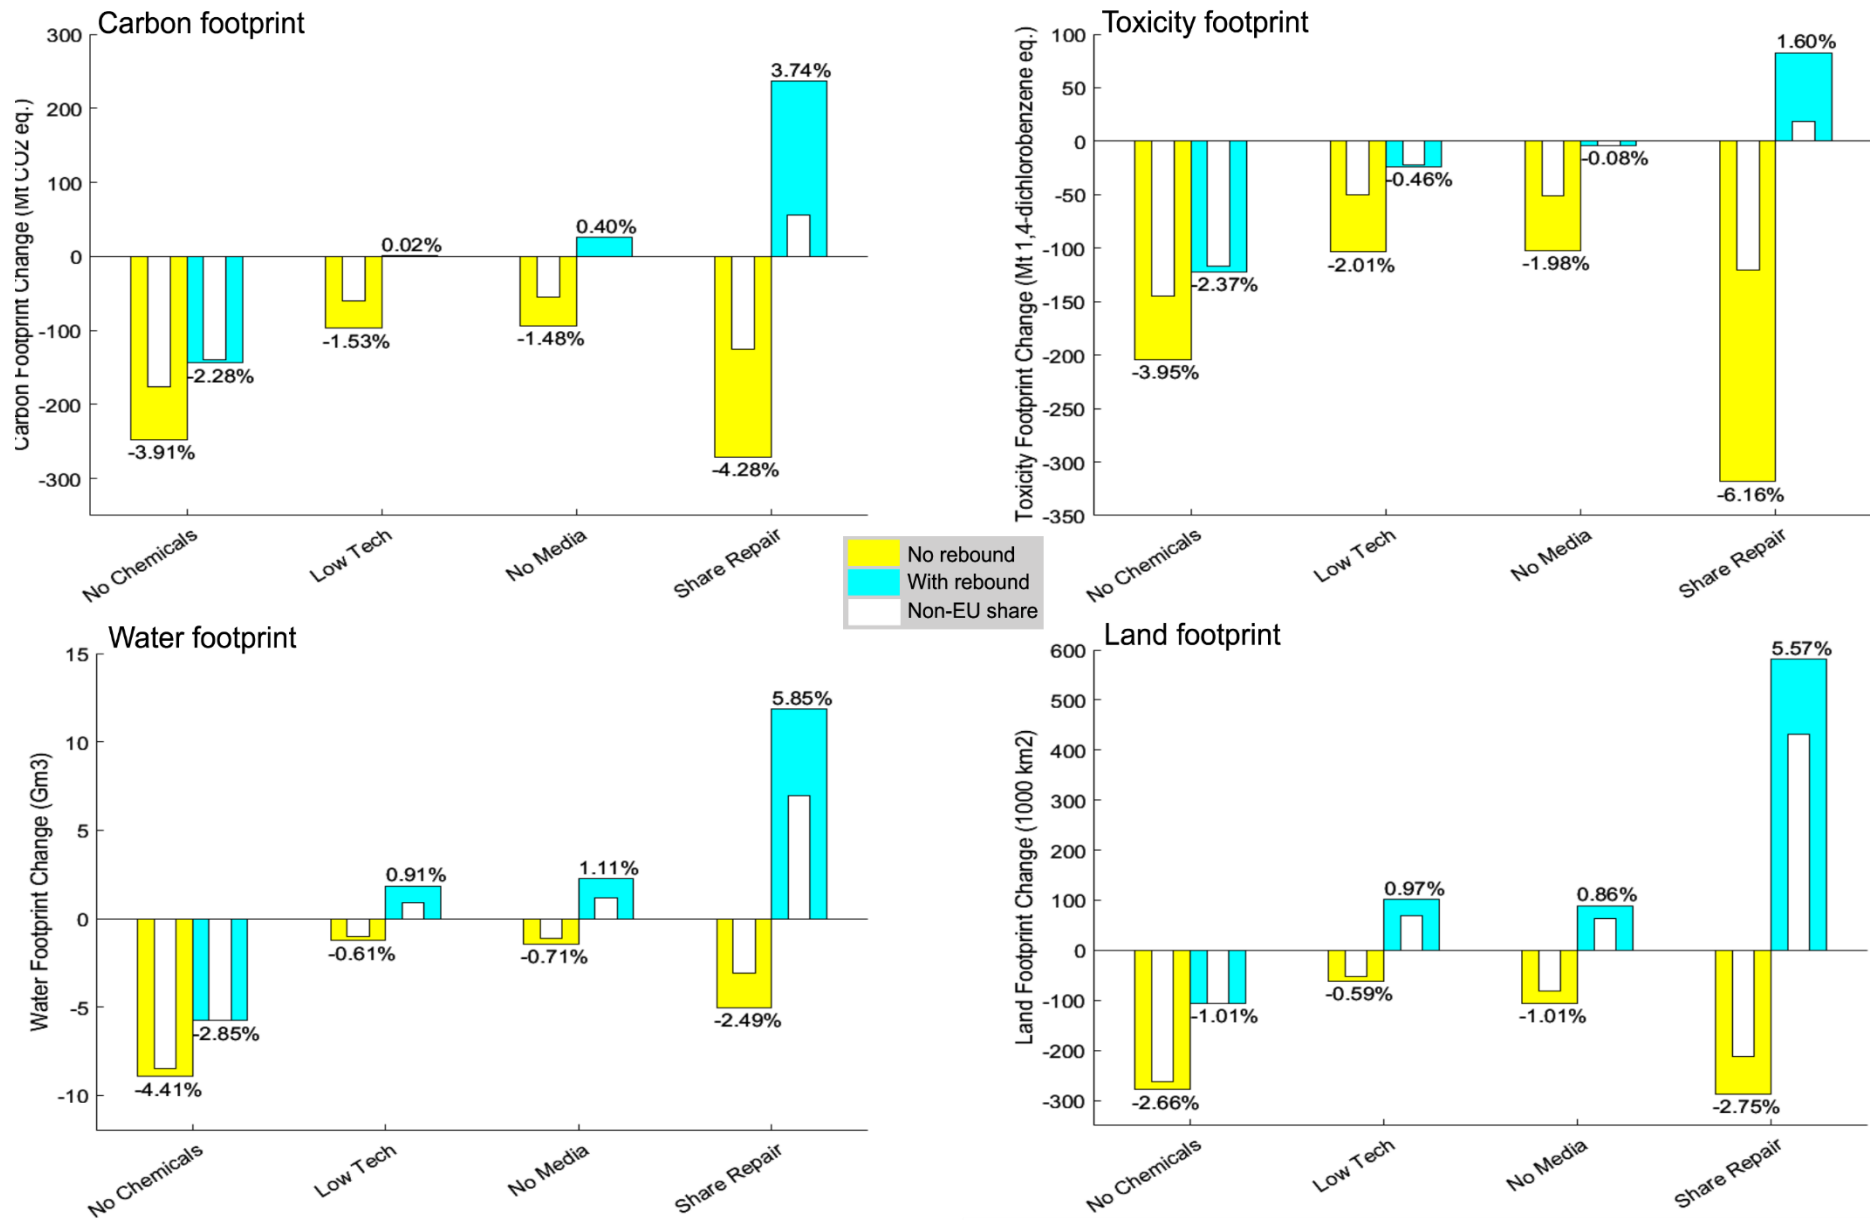 Carbon footprint
Carbon Footprint Change (Mt CO2 eq.)
300
200
100
0
-100
-200
-300
-3.91%
-2.28%
-1.53%
0.02%
-1.48%
0.40%
-4.28%
3.74%
No Chemicals
Low Tech
No Media
Share Repair
Toxicity footprint
Toxicity Footprint Change (Mt 1,4-dichlorobenzene eq.)
100
50
0
-50
-100
-150
-200
-250
-300
-350
-3.95%
-2.37%
-2.01%
-0.46%
-1.98%
-0.08%
-6.16%
1.60%
No Chemicals
Low Tech
No Media
Share Repair
No rebound
With rebound
Non-EU share
Water footprint
Water Footprint Change (Gm3)
15
10
5
0
-5
-10
-4.41%
-2.85%
-0.61%
0.91%
-0.71%
1.11%
-2.49%
5.85%
No Chemicals
Low Tech
No Media
Share Repair
Land footprint
Land Footprint Change (1000 km2)
600
500
400
300
200
100
0
-100
-200
-300
-2.66%
-1.01%
-0.59%
0.97%
-1.01%
0.86%
-2.75%
5.57%
No Chemicals
Low Tech
No Media
Share Repair